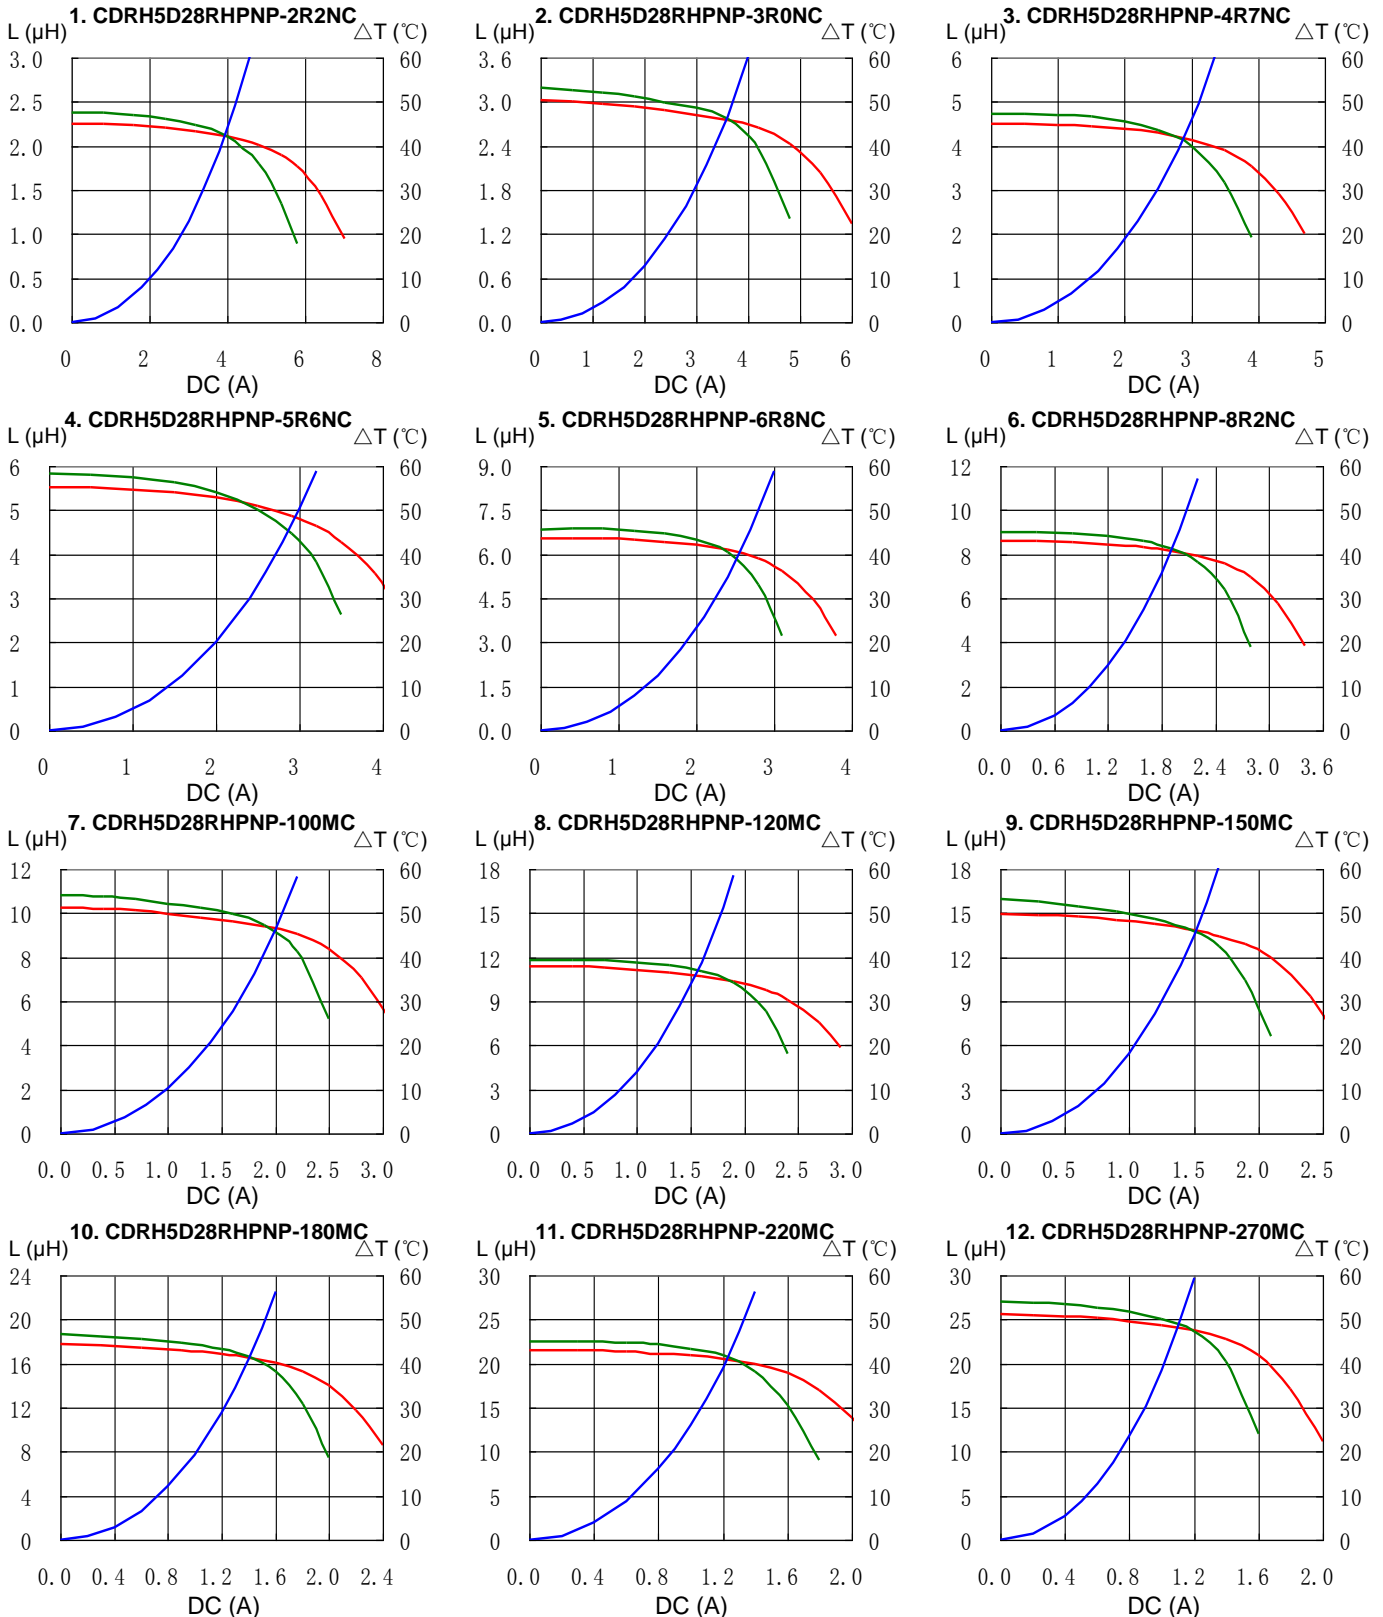 1. CDRH5D28RHPNP-2R2NC
L (µH) △T (℃)
3.0 60
2.5 50
2.0 40
1.5 30
1.0 20
0.5 10
0.0 0
0 2 4 6 8
DC (A)
2. CDRH5D28RHPNP-3R0NC
L (µH) △T (℃)
3.6 60
3.0 50
2.4 40
1.8 30
1.2 20
0.6 10
0.0 0
0 1 2 3 4 5 6
DC (A)
3. CDRH5D28RHPNP-4R7NC
L (µH) △T (℃)
6 60
5 50
4 40
3 30
2 20
1 10
0 0
0 1 2 3 4 5
DC (A)
4. CDRH5D28RHPNP-5R6NC
L (µH) △T (℃)
6 60
5 50
4 40
3 30
2 20
1 10
0 0
0 1 2 3 4
DC (A)
5. CDRH5D28RHPNP-6R8NC
L (µH) △T (℃)
9.0 60
7.5 50
6.0 40
4.5 30
3.0 20
1.5 10
0.0 0
0 1 2 3 4
DC (A)
6. CDRH5D28RHPNP-8R2NC
L (µH) △T (℃)
12 60
10 50
8 40
6 30
4 20
2 10
0 0
0.0 0.6 1.2 1.8 2.4 3.0 3.6
DC (A)
7. CDRH5D28RHPNP-100MC
L (µH) △T (℃)
12 60
10 50
8 40
6 30
4 20
2 10
0 0
0.0 0.5 1.0 1.5 2.0 2.5 3.0
DC (A)
8. CDRH5D28RHPNP-120MC
L (µH) △T (℃)
18 60
15 50
12 40
9 30
6 20
3 10
0 0
0.0 0.5 1.0 1.5 2.0 2.5 3.0
DC (A)
9. CDRH5D28RHPNP-150MC
L (µH) △T (℃)
18 60
15 50
12 40
9 30
6 20
3 10
0 0
0.0 0.5 1.0 1.5 2.0 2.5
DC (A)
10. CDRH5D28RHPNP-180MC
L (µH) △T (℃)
24 60
20 50
16 40
12 30
8 20
4 10
0 0
0.0 0.4 0.8 1.2 1.6 2.0 2.4
DC (A)
11. CDRH5D28RHPNP-220MC
L (µH) △T (℃)
30 60
25 50
20 40
15 30
10 20
5 10
0 0
0.0 0.4 0.8 1.2 1.6 2.0
DC (A)
12. CDRH5D28RHPNP-270MC
L (µH) △T (℃)
30 60
25 50
20 40
15 30
10 20
5 10
0 0
0.0 0.4 0.8 1.2 1.6 2.0
DC (A)